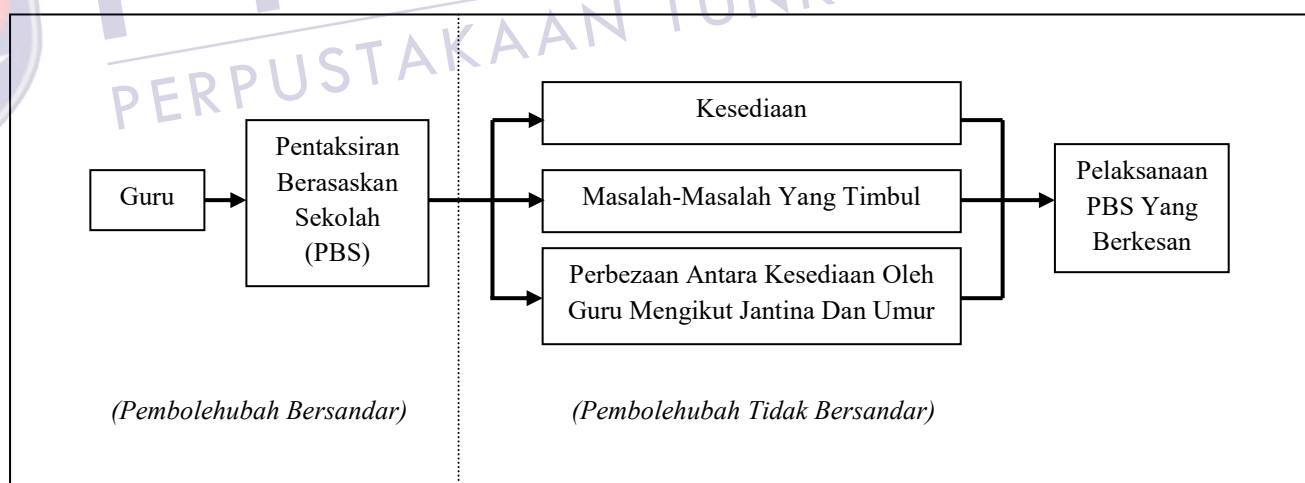 PERPUSTAKAAN TUNK
Guru
Pentaksiran
Berasaskan
Sekolah
(PBS)
Kesediaan
Masalah-Masalah Yang Timbul
Perbezaan Antara Kesediaan Oleh
Guru Mengikut Jantina Dan Umur
Pelaksanaan
PBS Yang
Berkesan
(Pembolehubah Bersandar)
(Pembolehubah Tidak Bersandar)